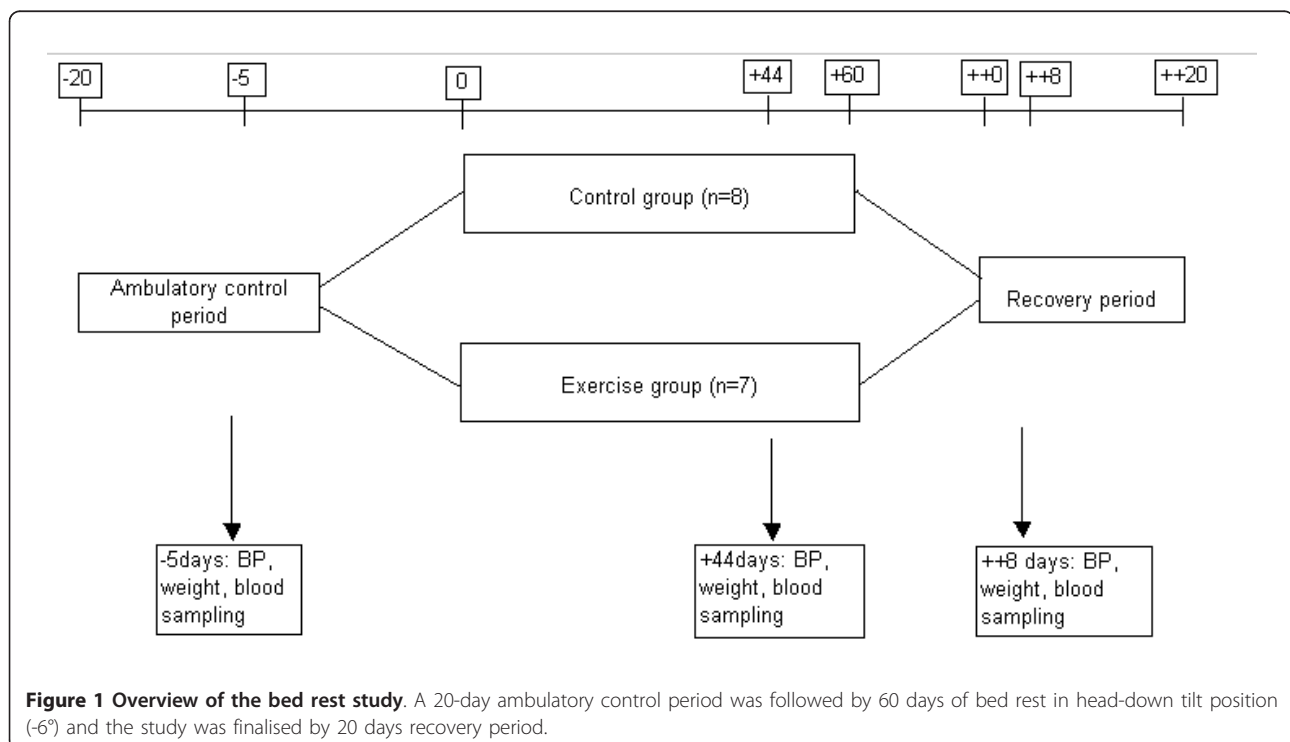 -20 -5 0 +44 +60 ++0 ++8 ++20
Control group (n=8)
Ambulatory control
period
Recovery period
Exercise group (n=7)
-5days: BP,
weight, blood
sampling
+44days: BP,
weight, blood
sampling
++8 days: BP,
weight, blood
sampling
Figure 1 Overview of the bed rest study. A 20-day ambulatory control period was followed by 60 days of bed rest in head-down tilt position
(-6°) and the study was finalised by 20 days recovery period.